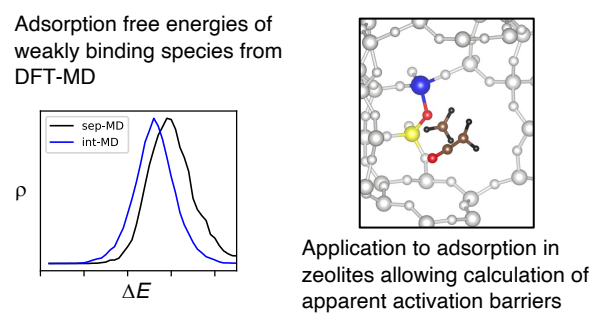 Adsorption free energies of
weakly binding species from
DFT-MD
sep-MD
int-MD
ρ
ΔE
Application to adsorption in
zeolites allowing calculation of
apparent activation barriers